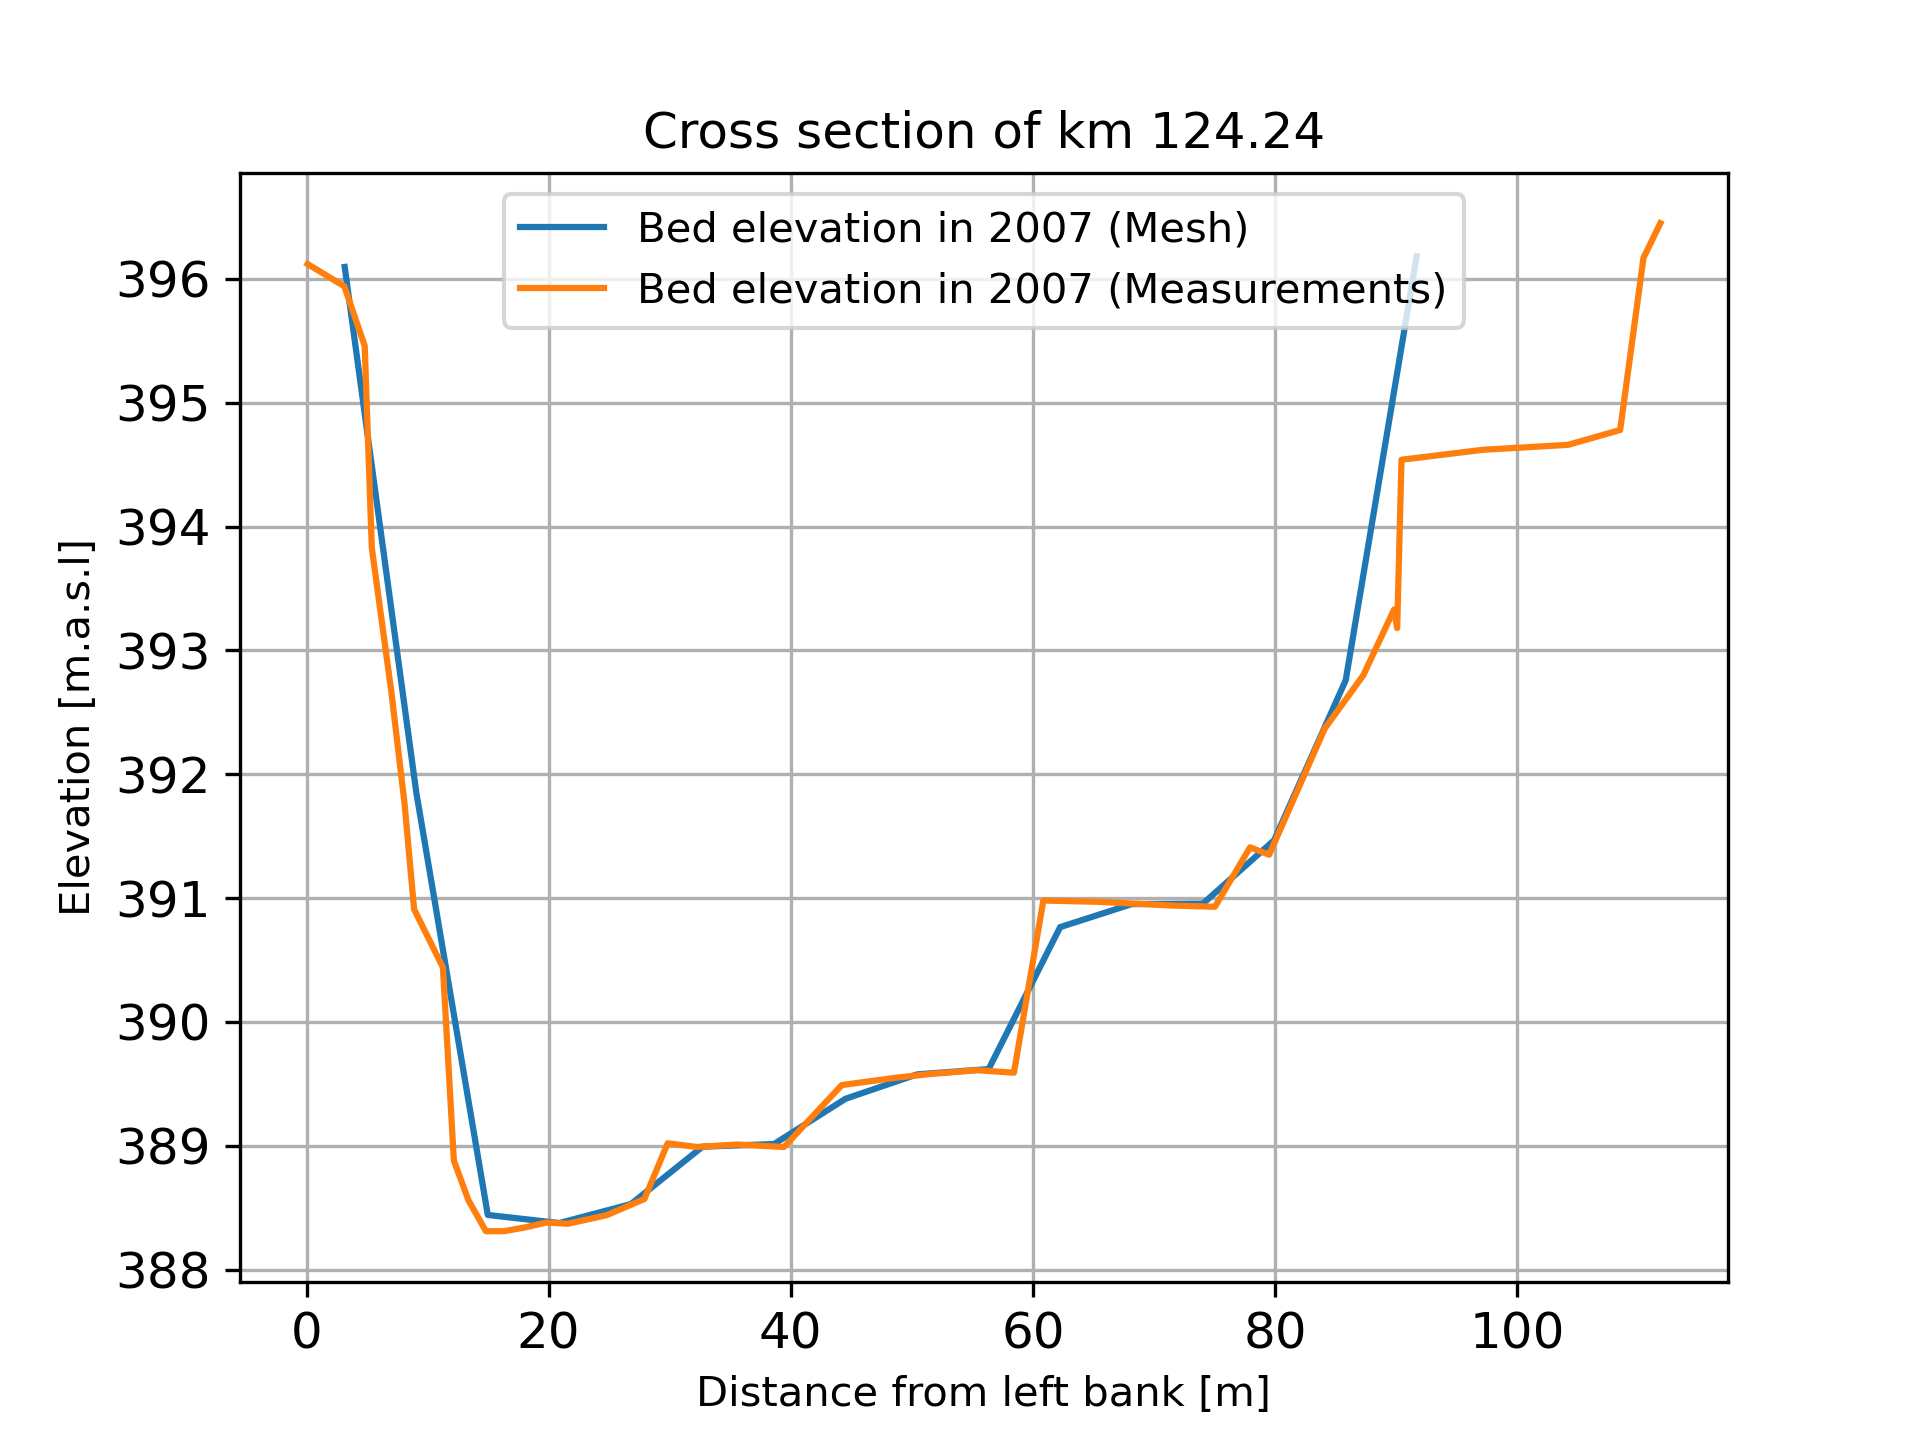 Cross section of km 124.24
Bed elevation in 2007 (Mesh)
Bed elevation in 2007 (Measurements)
Elevation [m.a.s.l]
396
395
394
393
392
391
390
389
388
0 20 40 60 80 100
Distance from left bank [m]